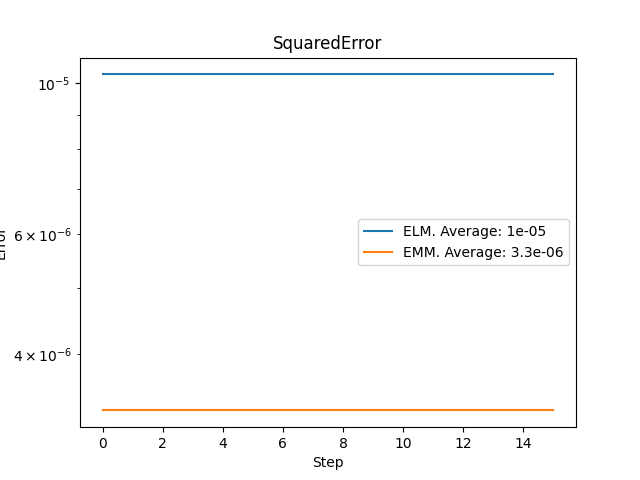 SquaredError
10⁻⁵
6 × 10⁻⁶
4 × 10⁻⁶
Error
ELM. Average: 1e-05
EMM. Average: 3.3e-06
0 2 4 6 8 10 12 14
Step